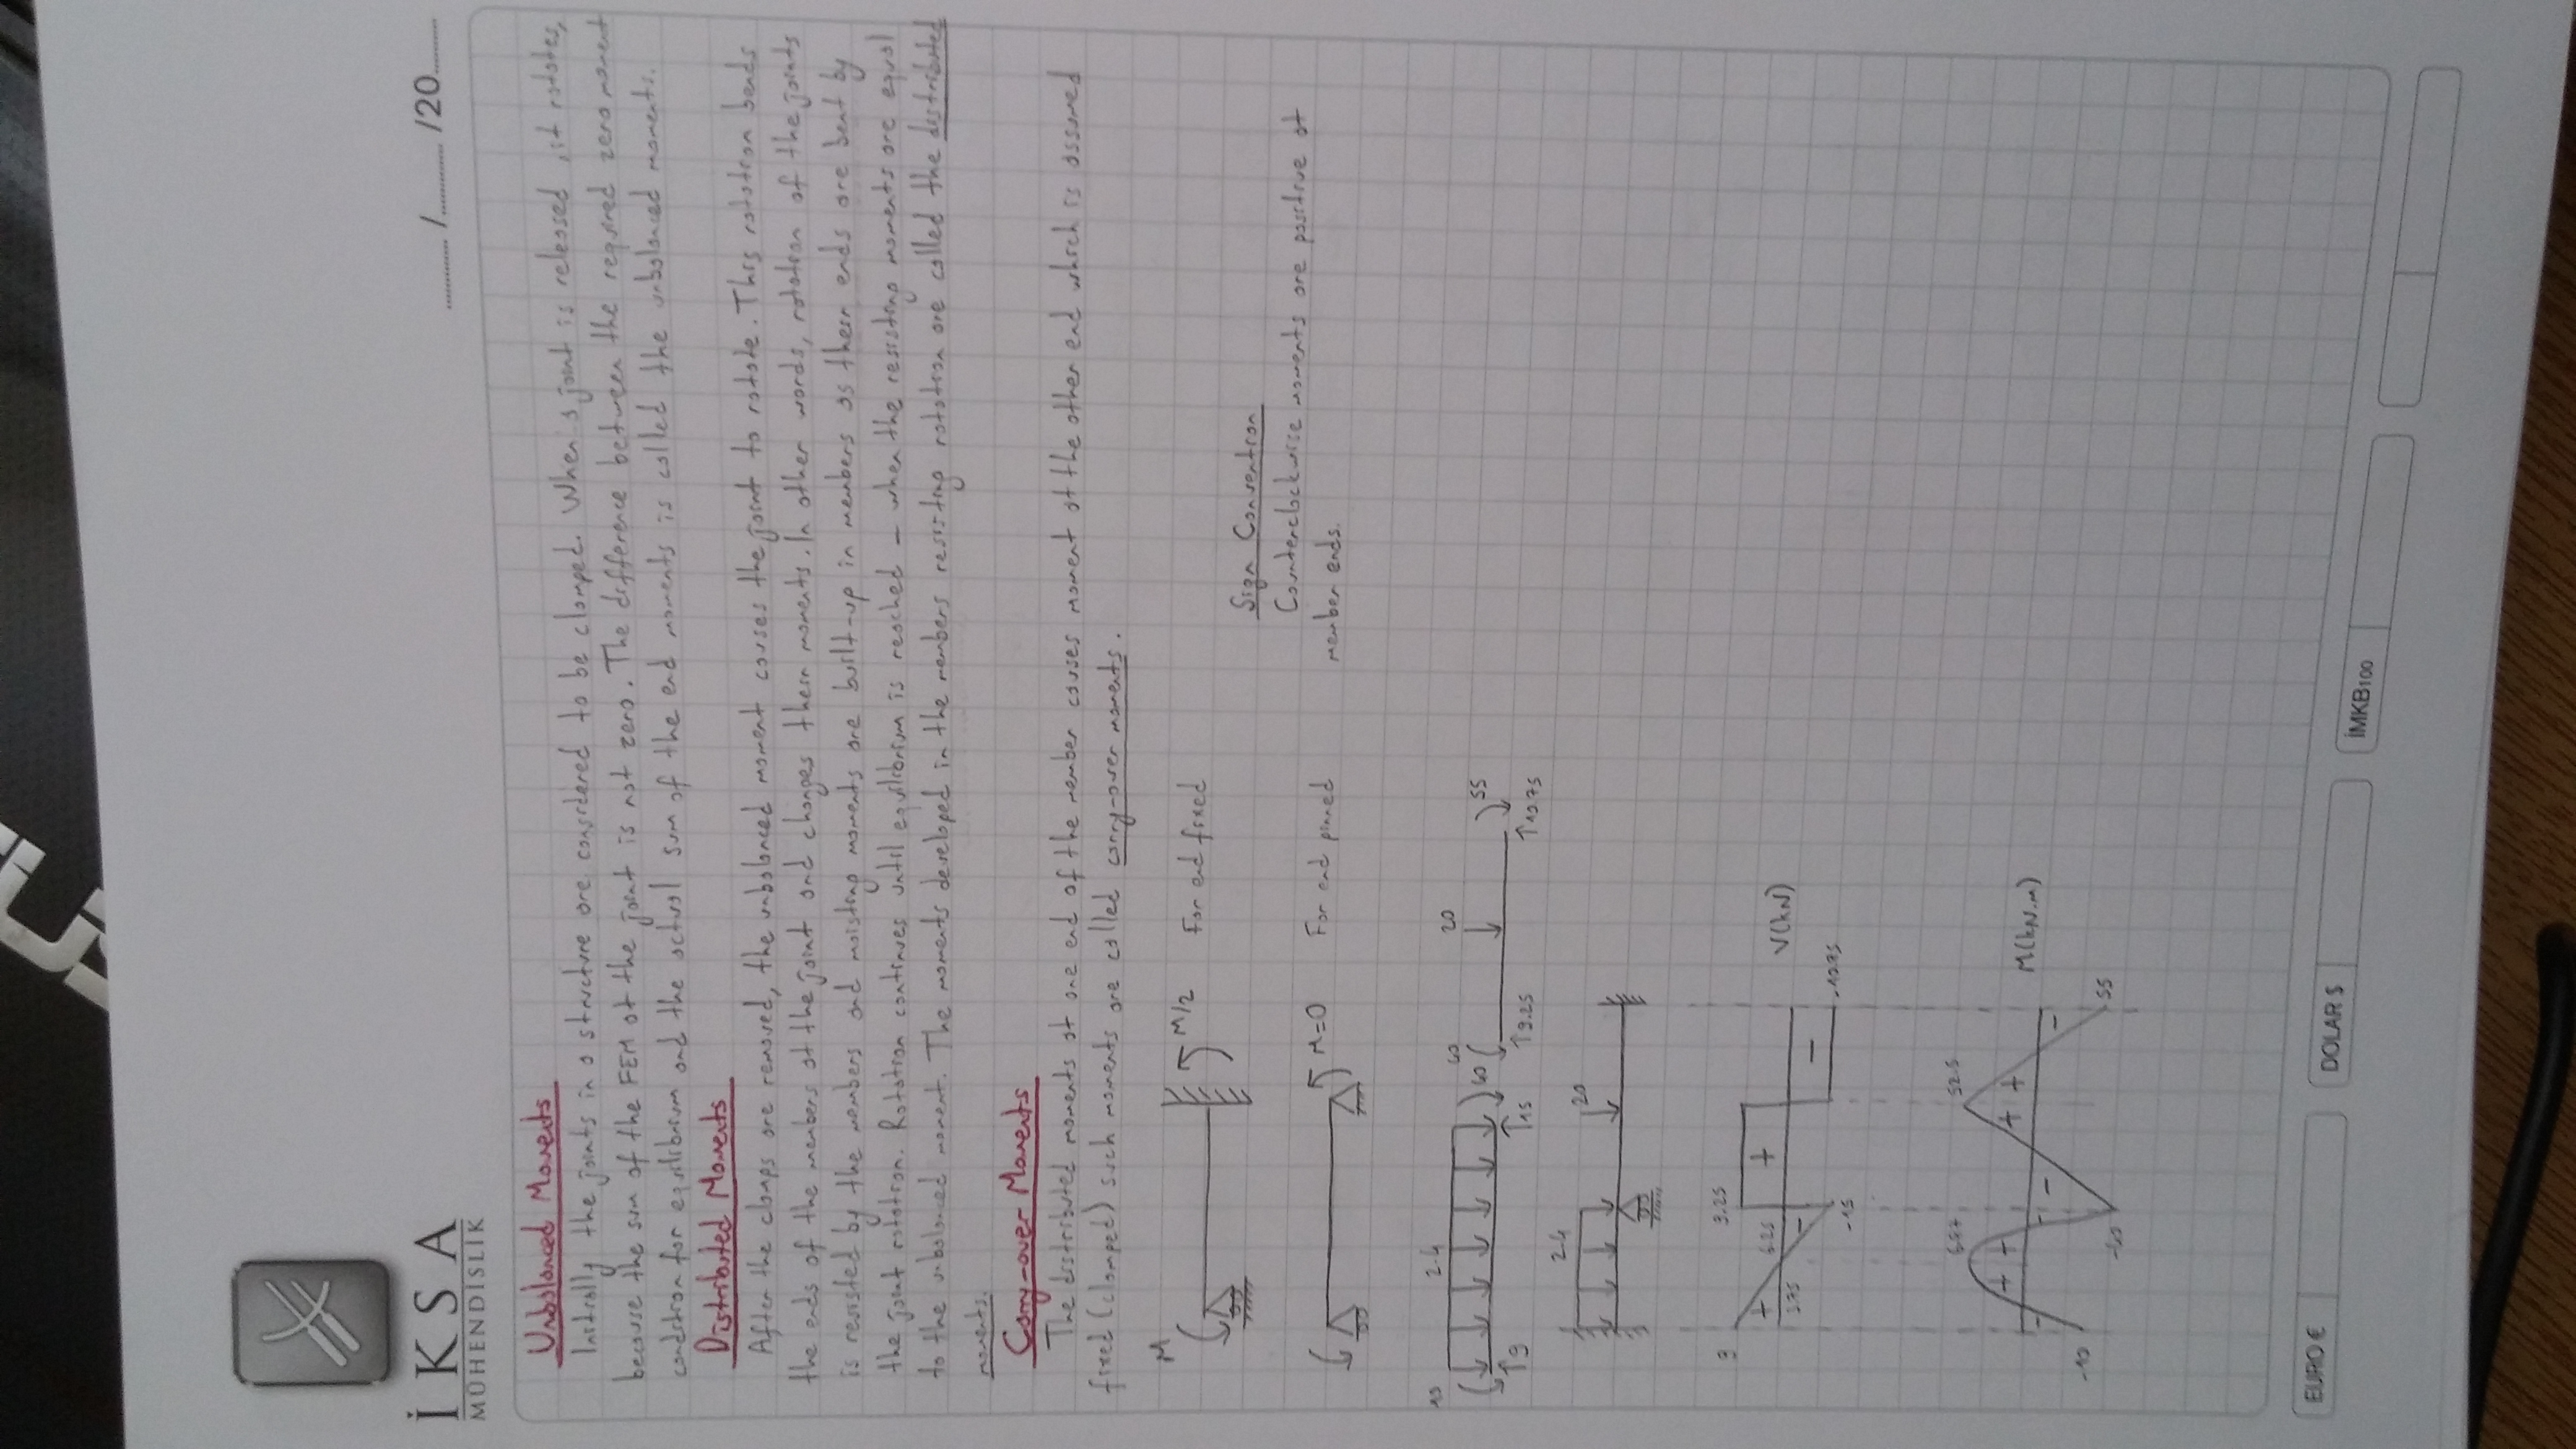 İKSA
MÜHENDİSLİK
....... /....... /20.......
Unbalanced Moments
Initially the joints in a structure are considered to be clamped. When a joint is released, it rotates,
because the sum of the FEM at the joint is not zero. The difference between the required zero moment
condition for equilibrium and the actual sum of the end moments is called the unbalanced moments.
Distributed Moments
After the clamps are removed, the unbalanced moment causes the joint to rotate. This rotation bends
the ends of the members at the joint and changes their moments. In other words, rotation of the joints
is resisted by the members and moisting moments are built-up in members as their ends are bent by
the joint rotation. Rotation continues until equilibrium is reached – when the resisting moments are equal
to the unbalanced moment. The moments developed in the members resisting rotation are called the distributed
moments.
Carry-over Moments
The distributed moments at one end of the member causes moment at the other end which is assumed
fixed (clamped) such moments are called carry-over moments.
M
M/2 For end fixed
Sign Convention
Counterclockwise moments are positive at
member ends.
M=0 For end pinned
10 2.4 40 40 20 55
9 15 9.25 10.75
2.4 20
9 9.25
+ 6.25 +
3.75 –
V(kN)
–
-15 -10.75
52.5
+ + + +
M(kN.m)
– – – –
-10 -40 55
EURO €
DOLAR $
İMKB100